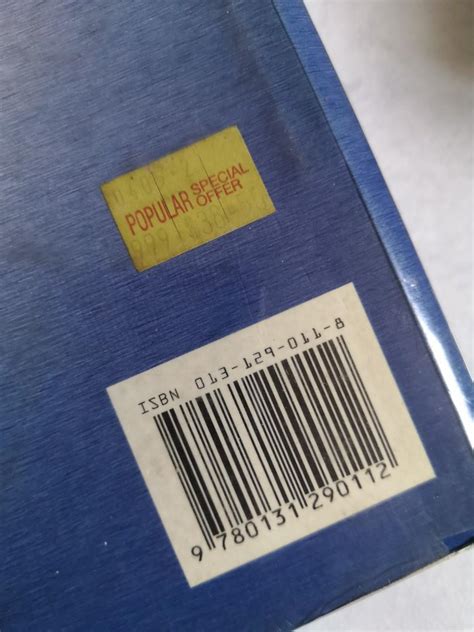 POPULAR SPECIAL
OFFER
ISBN 013-129-011-8
9 780131 290112